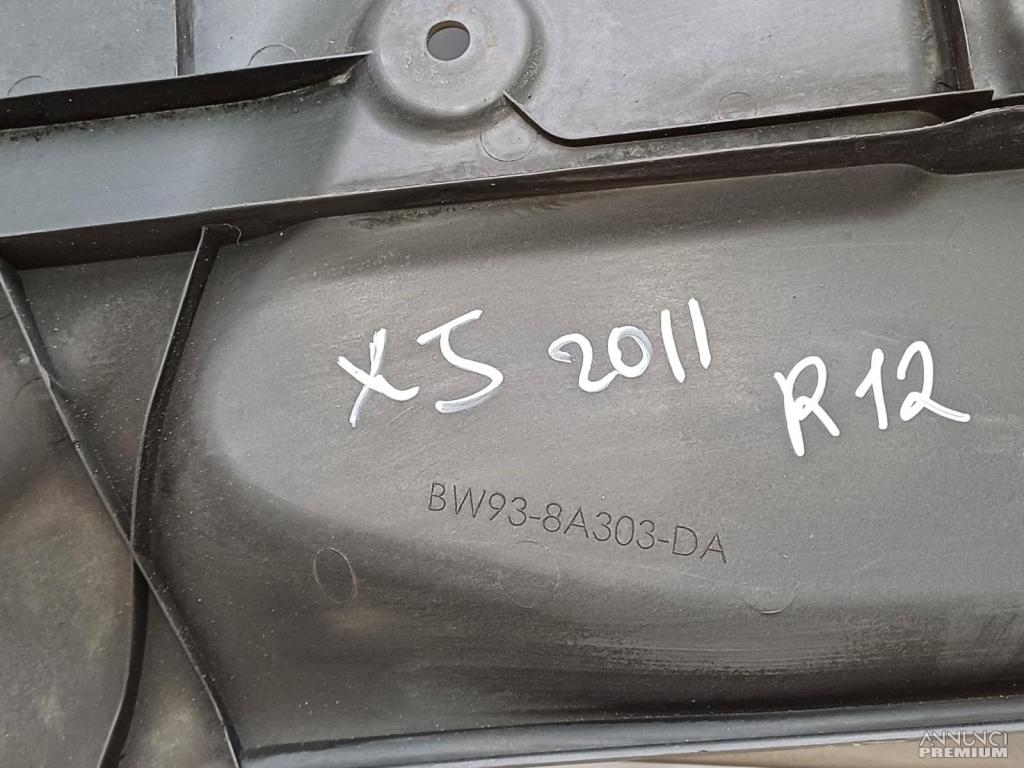 XJ 2011
R12
BW93-8A303-DA
ANNUNCI
PREMIUM